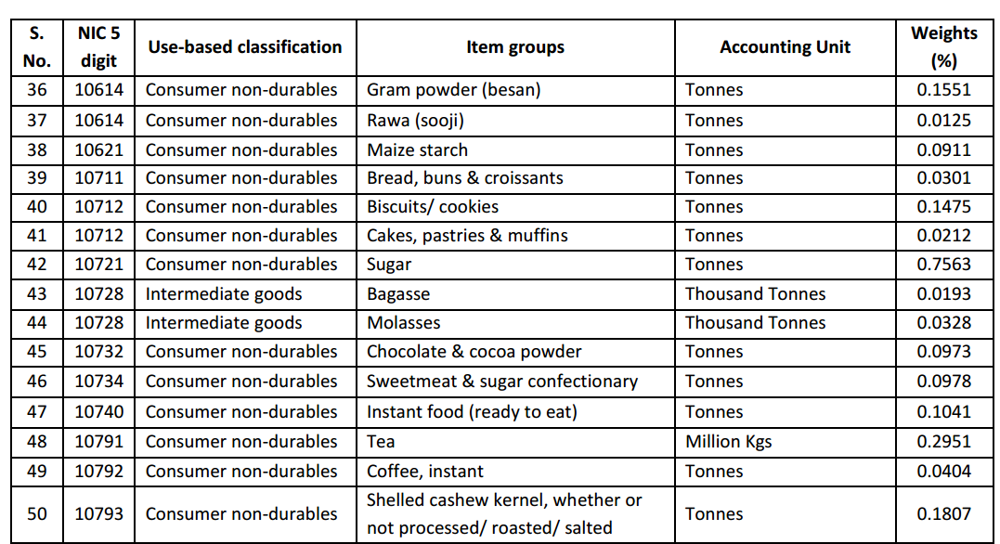 S. No. NIC 5 digit Use-based classification Item groups Accounting Unit Weights (%)
36 10614 Consumer non-durables Gram powder (besan) Tonnes 0.1551
37 10614 Consumer non-durables Rawa (sooji) Tonnes 0.0125
38 10621 Consumer non-durables Maize starch Tonnes 0.0911
39 10711 Consumer non-durables Bread, buns & croissants Tonnes 0.0301
40 10712 Consumer non-durables Biscuits/ cookies Tonnes 0.1475
41 10712 Consumer non-durables Cakes, pastries & muffins Tonnes 0.0212
42 10721 Consumer non-durables Sugar Tonnes 0.7563
43 10728 Intermediate goods Bagasse Thousand Tonnes 0.0193
44 10728 Intermediate goods Molasses Thousand Tonnes 0.0328
45 10732 Consumer non-durables Chocolate & cocoa powder Tonnes 0.0973
46 10734 Consumer non-durables Sweetmeat & sugar confectionary Tonnes 0.0978
47 10740 Consumer non-durables Instant food (ready to eat) Tonnes 0.1041
48 10791 Consumer non-durables Tea Million Kgs 0.2951
49 10792 Consumer non-durables Coffee, instant Tonnes 0.0404
50 10793 Consumer non-durables Shelled cashew kernel, whether or not processed/ roasted/ salted Tonnes 0.1807